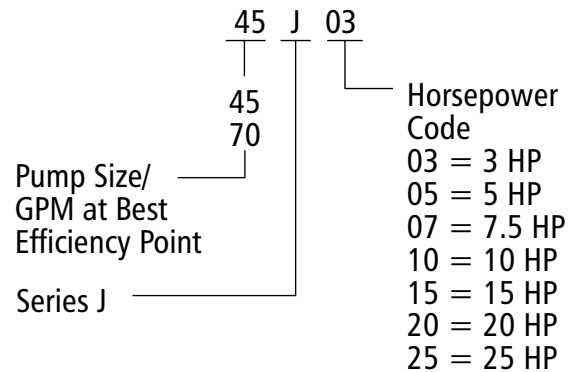 45 J 03
45
70
Pump Size/
GPM at Best
Efficiency Point
Series J
Horsepower
Code
03 = 3 HP
05 = 5 HP
07 = 7.5 HP
10 = 10 HP
15 = 15 HP
20 = 20 HP
25 = 25 HP